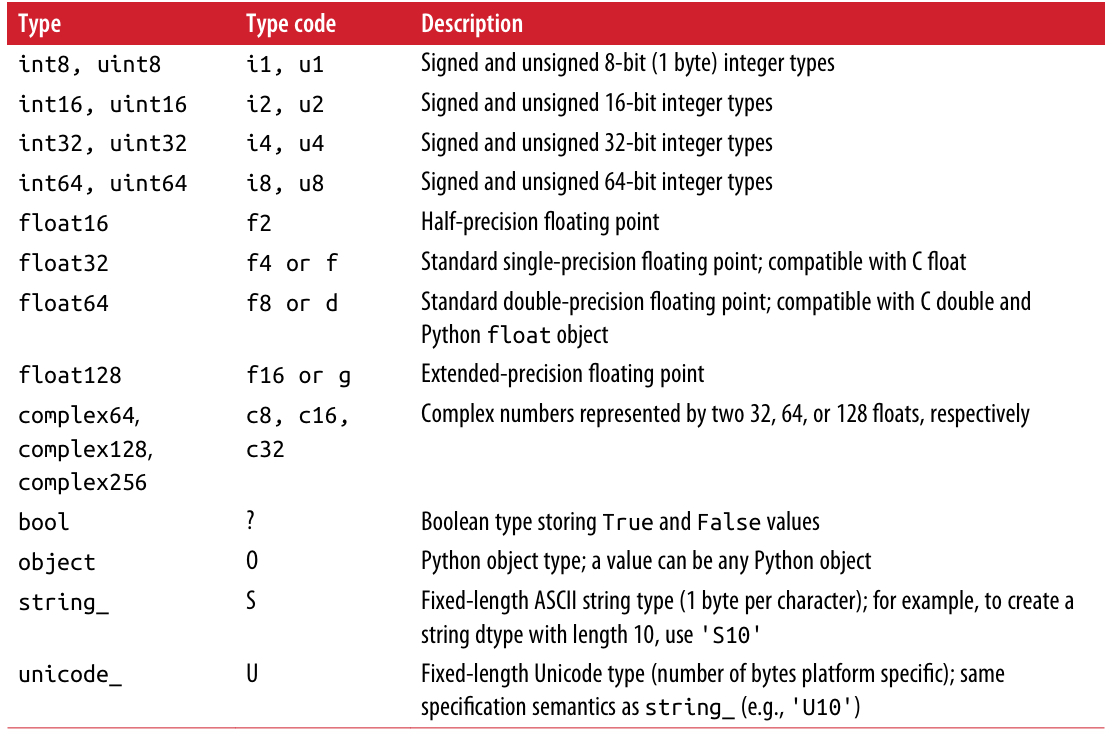 Type Type code Description
int8, uint8 i1, u1 Signed and unsigned 8-bit (1 byte) integer types
int16, uint16 i2, u2 Signed and unsigned 16-bit integer types
int32, uint32 i4, u4 Signed and unsigned 32-bit integer types
int64, uint64 i8, u8 Signed and unsigned 64-bit integer types
float16 f2 Half-precision floating point
float32 f4 or f Standard single-precision floating point; compatible with C float
float64 f8 or d Standard double-precision floating point; compatible with C double and
Python float object
float128 f16 or g Extended-precision floating point
complex64, c8, c16, Complex numbers represented by two 32, 64, or 128 floats, respectively
complex128, c32
complex256
bool ? Boolean type storing True and False values
object O Python object type; a value can be any Python object
string_ S Fixed-length ASCII string type (1 byte per character); for example, to create a
string dtype with length 10, use 'S10'
unicode_ U Fixed-length Unicode type (number of bytes platform specific); same
specification semantics as string_ (e.g., 'U10')